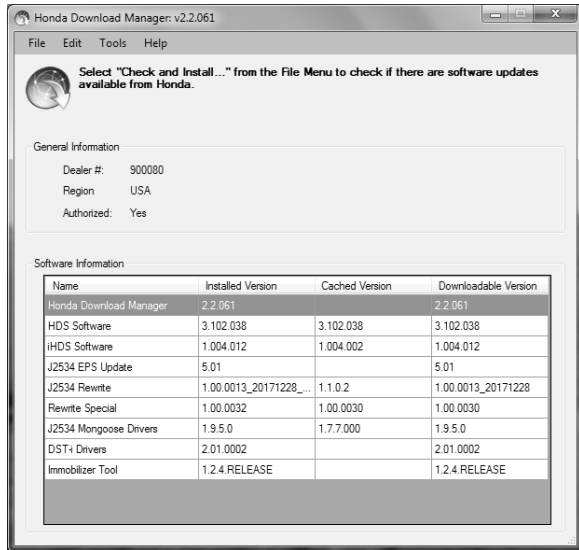 Honda Download Manager: v2.2.061
File Edit Tools Help
Select "Check and Install..." from the File Menu to check if there are software updates
available from Honda.
General Information
Dealer #: 900080
Region USA
Authorized: Yes
Software Information
Name Installed Version Cached Version Downloadable Version
Honda Download Manager 2.2.061 2.2.061
HDS Software 3.102.038 3.102.038 3.102.038
iHDS Software 1.004.012 1.004.002 1.004.012
J2534 EPS Update 5.01 5.01
J2534 Rewrite 1.00.0013_20171228_... 1.1.0.2 1.00.0013_20171228
Rewrite Special 1.00.0032 1.00.0030 1.00.0030
J2534 Mongoose Drivers 1.9.5.0 1.7.7.000 1.9.5.0
DST-i Drivers 2.01.0002 2.01.0002
Immobilizer Tool 1.2.4.RELEASE 1.2.4.RELEASE